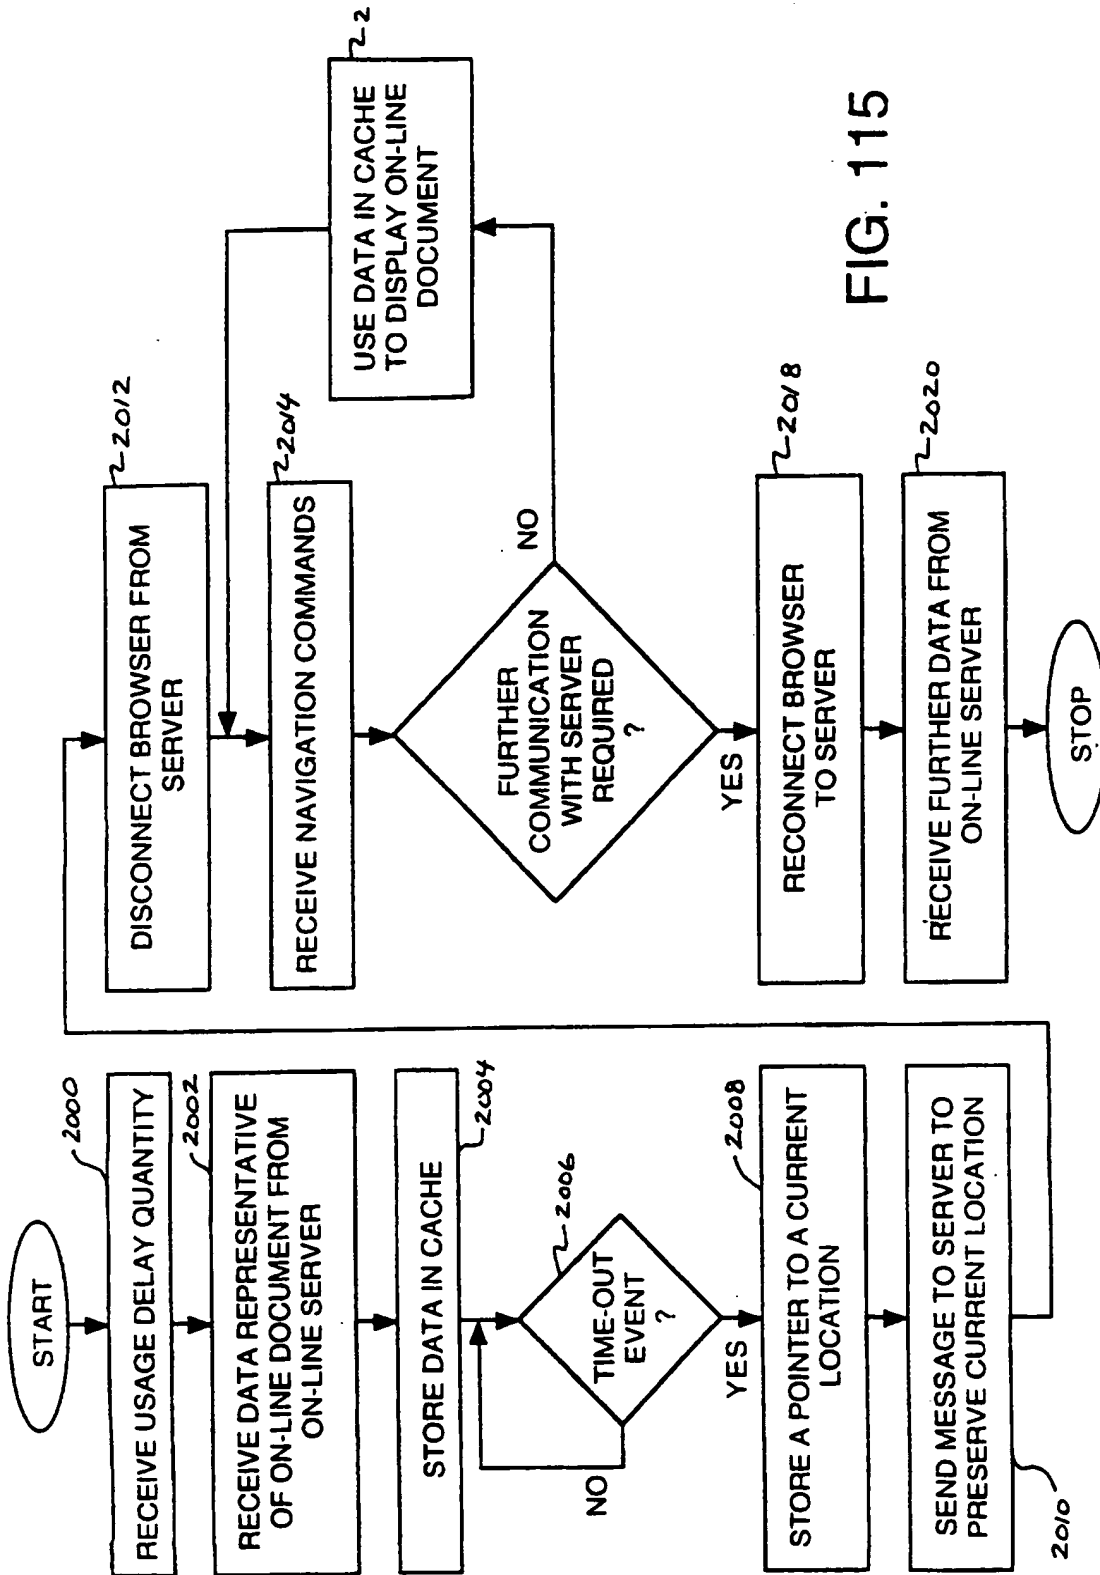 START
2000
RECEIVE USAGE DELAY QUANTITY
2002
RECEIVE DATA REPRESENTATIVE
OF ON-LINE DOCUMENT FROM
ON-LINE SERVER
2004
STORE DATA IN CACHE
2006
TIME-OUT
EVENT
?
NO
YES
2008
STORE A POINTER TO A CURRENT
LOCATION
SEND MESSAGE TO SERVER TO
PRESERVE CURRENT LOCATION
2010
2012
DISCONNECT BROWSER FROM
SERVER
2014
RECEIVE NAVIGATION COMMANDS
FURTHER
COMMUNICATION
WITH SERVER
REQUIRED
?
NO
YES
2-2
USE DATA IN CACHE
TO DISPLAY ON-LINE
DOCUMENT
2018
RECONNECT BROWSER
TO SERVER
2020
RECEIVE FURTHER DATA FROM
ON-LINE SERVER
STOP
FIG. 115